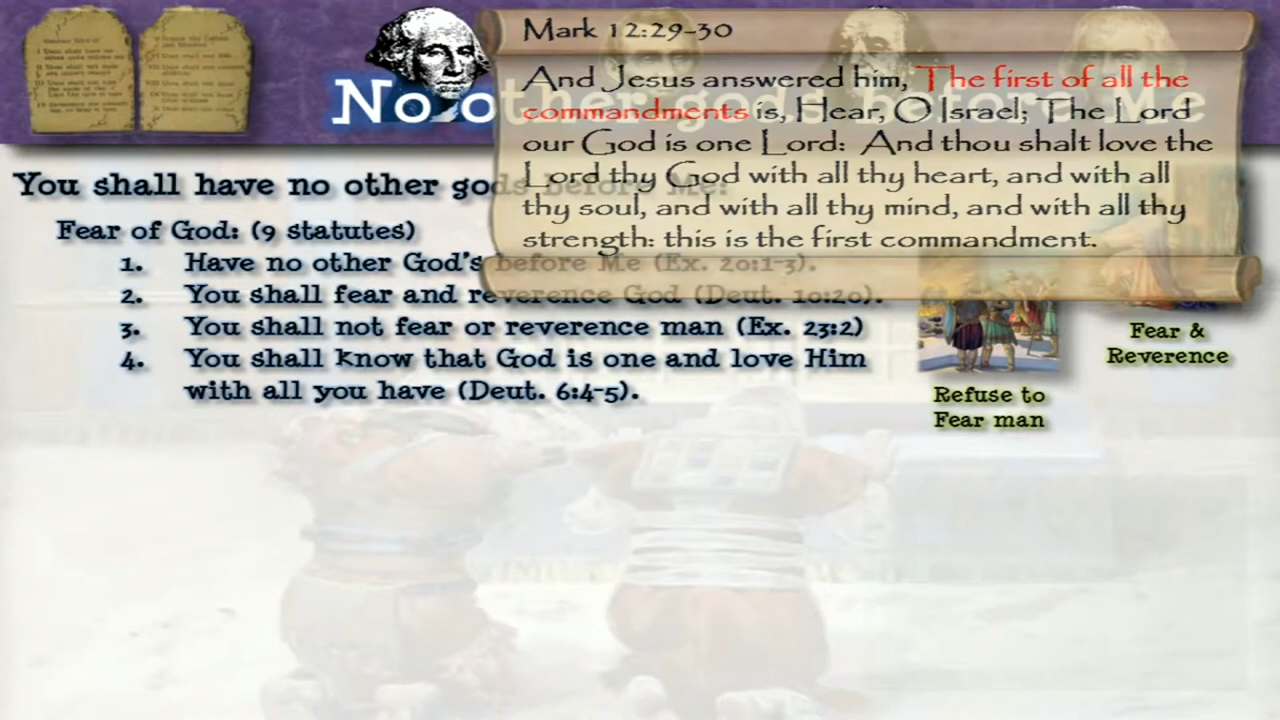 No other gods before Me
Mark 12:29-30
And Jesus answered him, The first of all the
commandments is, Hear, O Israel; The Lord
our God is one Lord: And thou shalt love the
Lord thy God with all thy heart, and with all
thy soul, and with all thy mind, and with all thy
strength: this is the first commandment.
You shall have no other gods before Me:
Fear of God: (9 statutes)
1. Have no other God's before Me (Ex. 20:1-3).
2. You shall fear and reverence God (Deut. 10:20).
3. You shall not fear or reverence man (Ex. 23:2)
4. You shall know that God is one and love Him
with all you have (Deut. 6:4-5).
Fear &
Reverence
Refuse to
Fear man